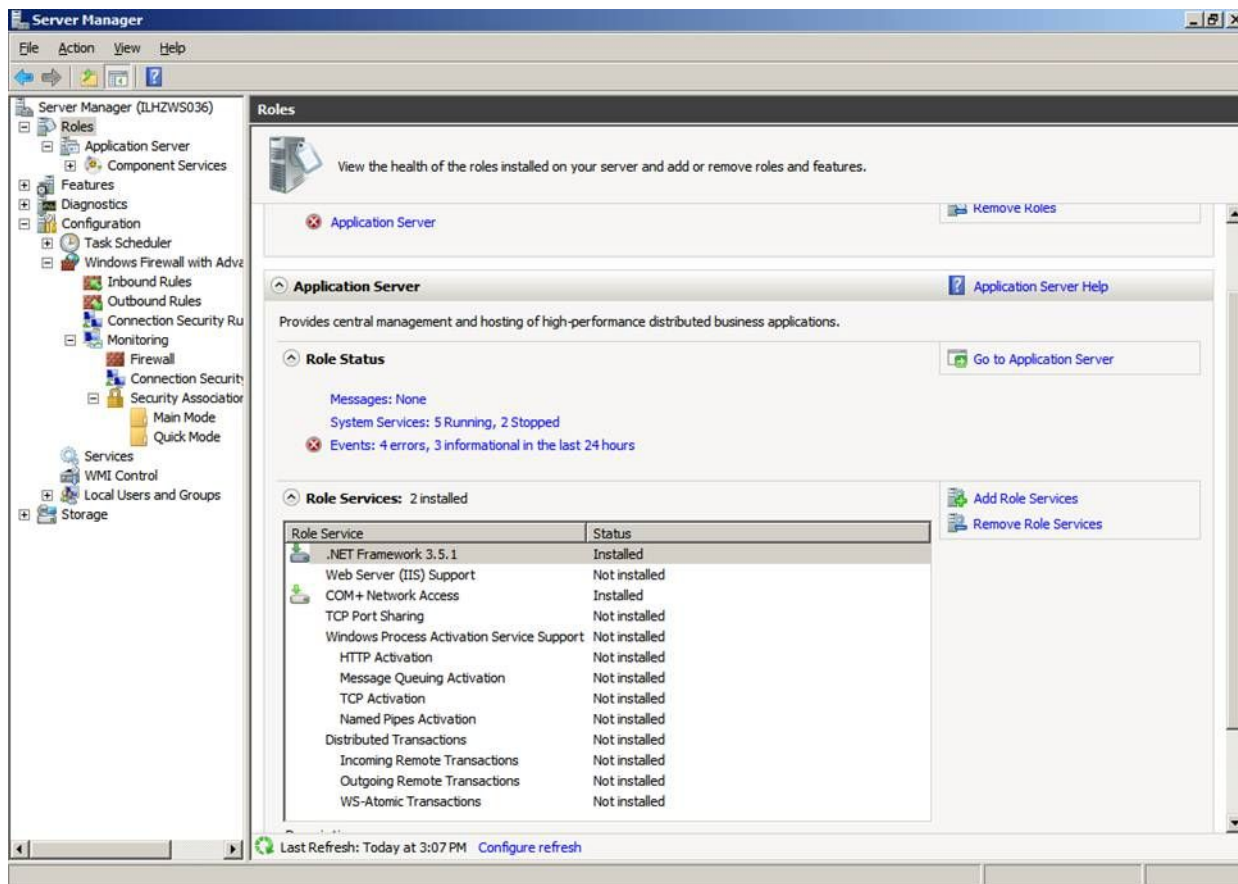 Server Manager
File Action View Help
Server Manager (ILHZWS036)
Roles
Application Server
Component Services
Features
Diagnostics
Configuration
Task Scheduler
Windows Firewall with Adva
Inbound Rules
Outbound Rules
Connection Security Ru
Monitoring
Firewall
Connection Security
Security Association
Main Mode
Quick Mode
Services
WMI Control
Local Users and Groups
Storage
Roles
View the health of the roles installed on your server and add or remove roles and features.
Application Server
Remove Roles
Application Server
Application Server Help
Provides central management and hosting of high-performance distributed business applications.
Role Status
Go to Application Server
Messages: None
System Services: 5 Running, 2 Stopped
Events: 4 errors, 3 informational in the last 24 hours
Role Services: 2 installed
Add Role Services
Remove Role Services
Role Service Status
.NET Framework 3.5.1 Installed
Web Server (IIS) Support Not installed
COM+ Network Access Installed
TCP Port Sharing Not installed
Windows Process Activation Service Support Not installed
HTTP Activation Not installed
Message Queuing Activation Not installed
TCP Activation Not installed
Named Pipes Activation Not installed
Distributed Transactions Not installed
Incoming Remote Transactions Not installed
Outgoing Remote Transactions Not installed
WS-Atomic Transactions Not installed
Last Refresh: Today at 3:07 PM Configure refresh